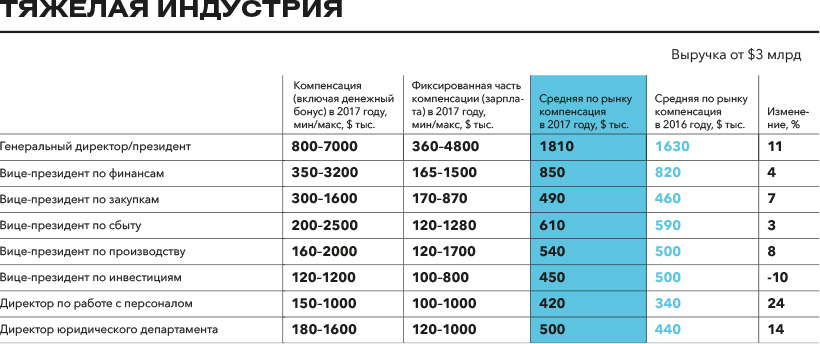 ТЯЖЕЛАЯ ИНДУСТРИЯ
Выручка от $3 млрд
Компенсация
(включая денежный
бонус) в 2017 году,
мин/макс, $ тыс.
Фиксированная часть
компенсации (зарпла-
та) в 2017 году,
мин/макс, $ тыс.
Средняя по рынку
компенсация
в 2017 году, $ тыс.
Средняя по рынку
компенсация
в 2016 году, $ тыс.
Измене-
ние, %
Генеральный директор/президент 800–7000 360–4800 1810 1630 11
Вице-президент по финансам 350–3200 165–1500 850 820 4
Вице-президент по закупкам 300–1600 170–870 490 460 7
Вице-президент по сбыту 200–2500 120–1280 610 590 3
Вице-президент по производству 160–2000 120–1700 540 500 8
Вице-президент по инвестициям 120–1200 100–800 450 500 -10
Директор по работе с персоналом 150–1000 100–1000 420 340 24
Директор юридического департамента 180–1600 120–1000 500 440 14